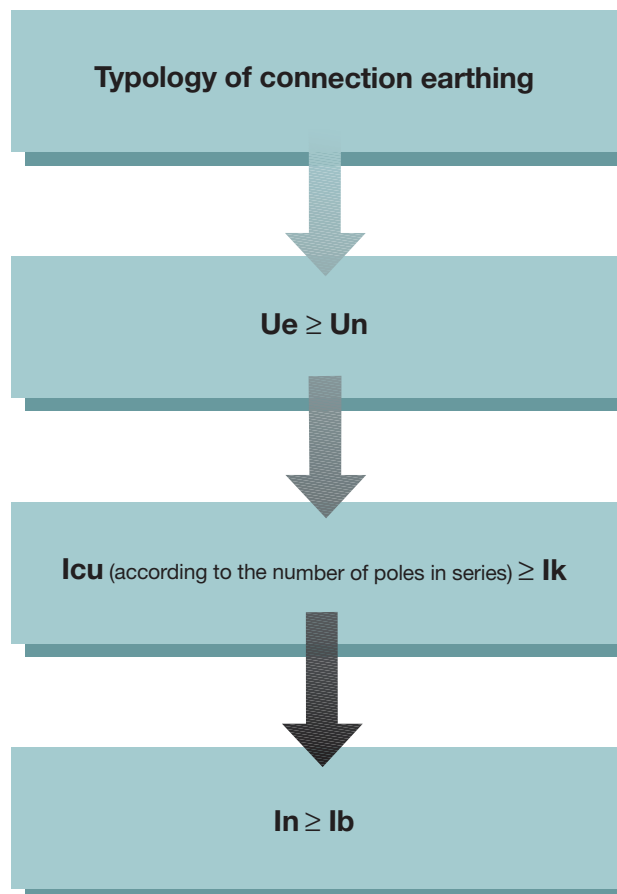 Typology of connection earthing
Ue ≥ Un
Icu (according to the number of poles in series) ≥ Ik
In ≥ Ib